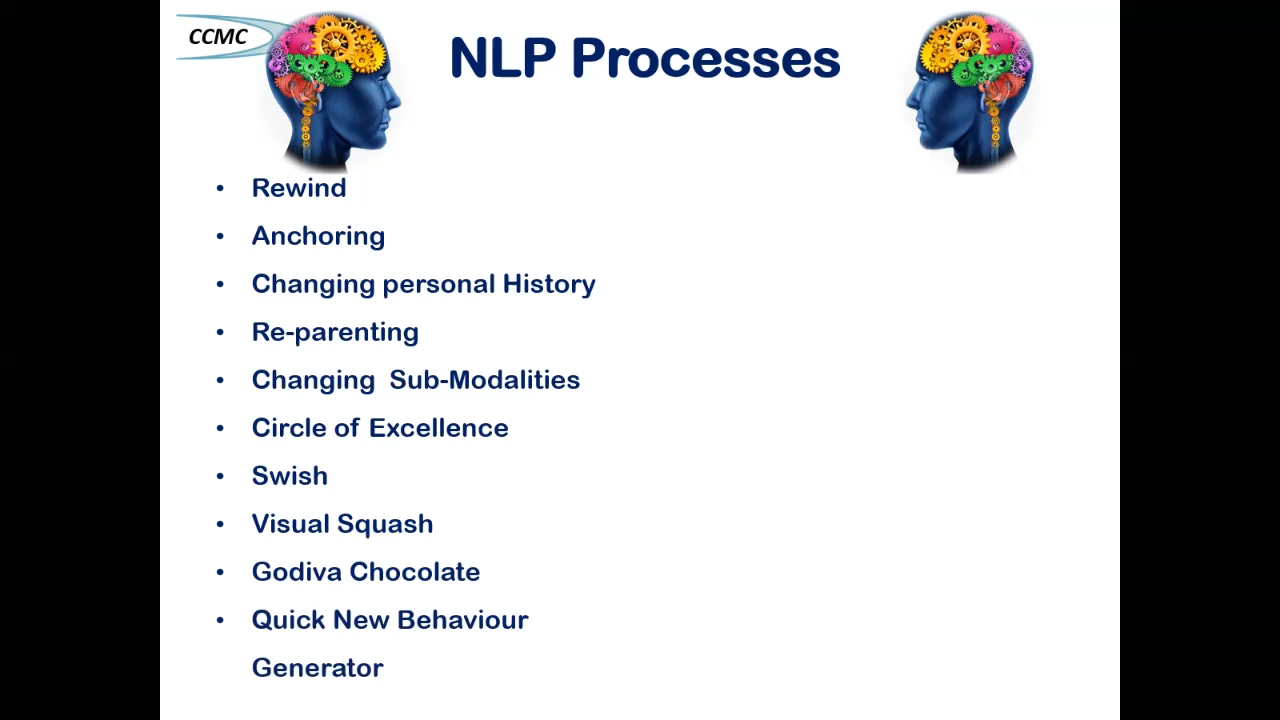 CCMC
NLP Processes
• Rewind
• Anchoring
• Changing personal History
• Re-parenting
• Changing  Sub-Modalities
• Circle of Excellence
• Swish
• Visual Squash
• Godiva Chocolate
• Quick New Behaviour
Generator